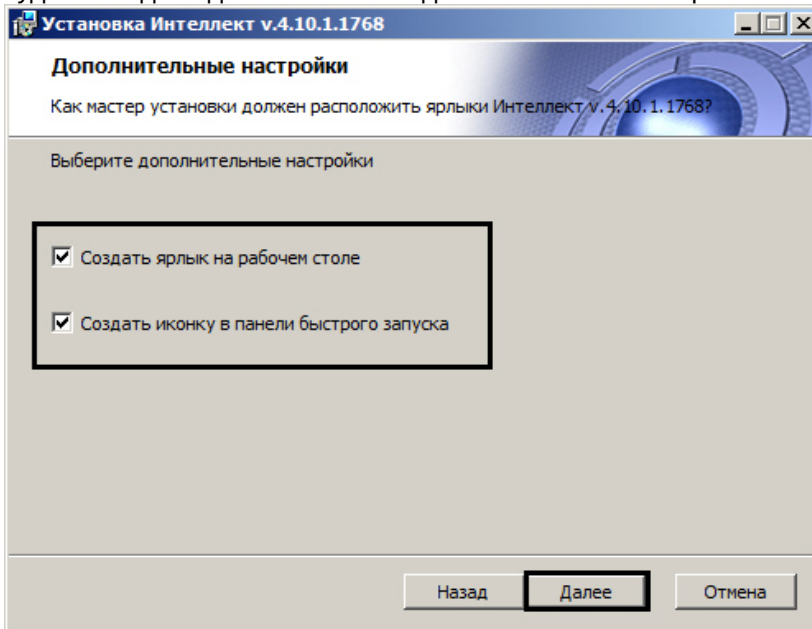 Установка Интеллект v.4.10.1.1768
Дополнительные настройки
Как мастер установки должен расположить ярлыки Интеллект v.4.10.1.1768?
Выберите дополнительные настройки
Создать ярлык на рабочем столе
Создать иконку в панели быстрого запуска
Назад Далее Отмена